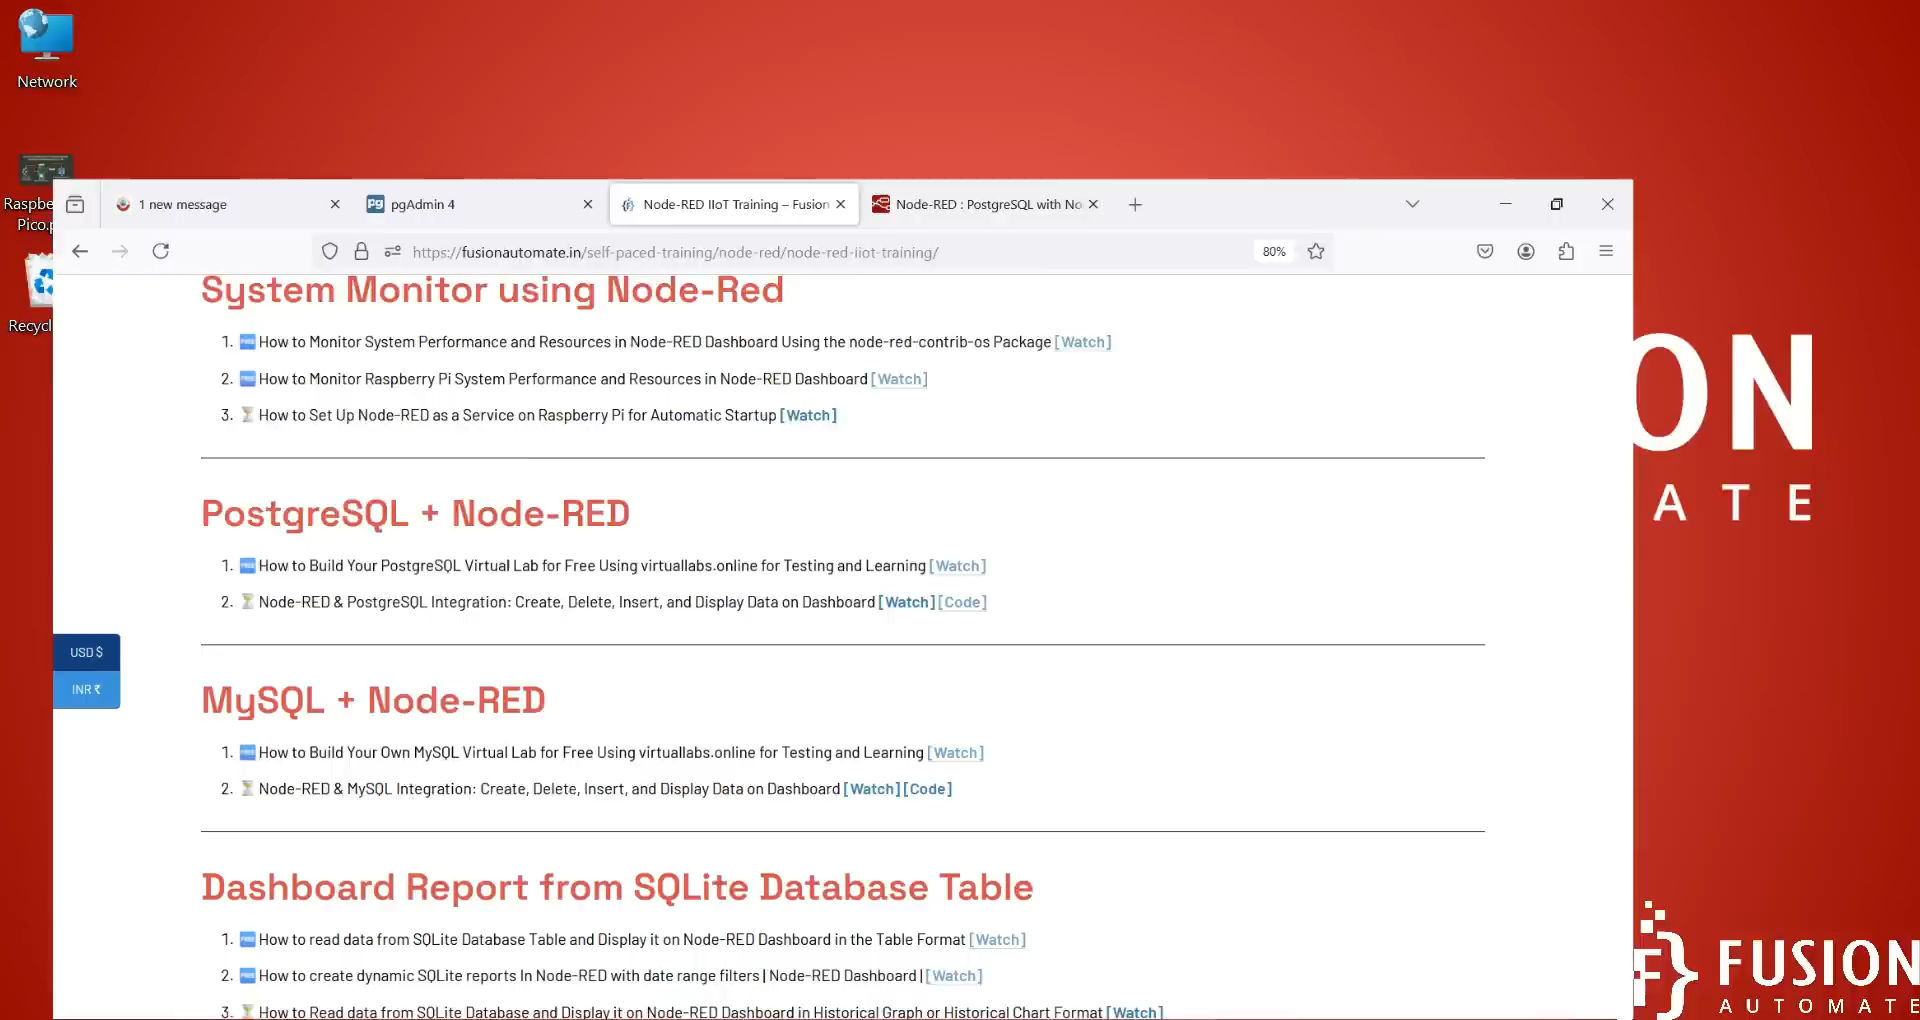 Network
Raspbe
Pico.p
Recycl
1 new message
pgAdmin 4
Node-RED IIoT Training – Fusion
Node-RED : PostgreSQL with No
https://fusionautomate.in/self-paced-training/node-red/node-red-iiot-training/
80%
System Monitor using Node-Red
1. FREE How to Monitor System Performance and Resources in Node-RED Dashboard Using the node-red-contrib-os Package [Watch]
2. FREE How to Monitor Raspberry Pi System Performance and Resources in Node-RED Dashboard [Watch]
3. How to Set Up Node-RED as a Service on Raspberry Pi for Automatic Startup [Watch]
PostgreSQL + Node-RED
1. FREE How to Build Your PostgreSQL Virtual Lab for Free Using virtuallabs.online for Testing and Learning [Watch]
2. Node-RED & PostgreSQL Integration: Create, Delete, Insert, and Display Data on Dashboard [Watch][Code]
USD $
INR ₹
MySQL + Node-RED
1. FREE How to Build Your Own MySQL Virtual Lab for Free Using virtuallabs.online for Testing and Learning [Watch]
2. Node-RED & MySQL Integration: Create, Delete, Insert, and Display Data on Dashboard [Watch][Code]
Dashboard Report from SQLite Database Table
1. FREE How to read data from SQLite Database Table and Display it on Node-RED Dashboard in the Table Format [Watch]
2. FREE How to create dynamic SQLite reports In Node-RED with date range filters | Node-RED Dashboard | [Watch]
3. How to Read data from SQLite Database and Display it on Node-RED Dashboard in Historical Graph or Historical Chart Format [Watch]
ON
ATE
FUSION
AUTOMATE